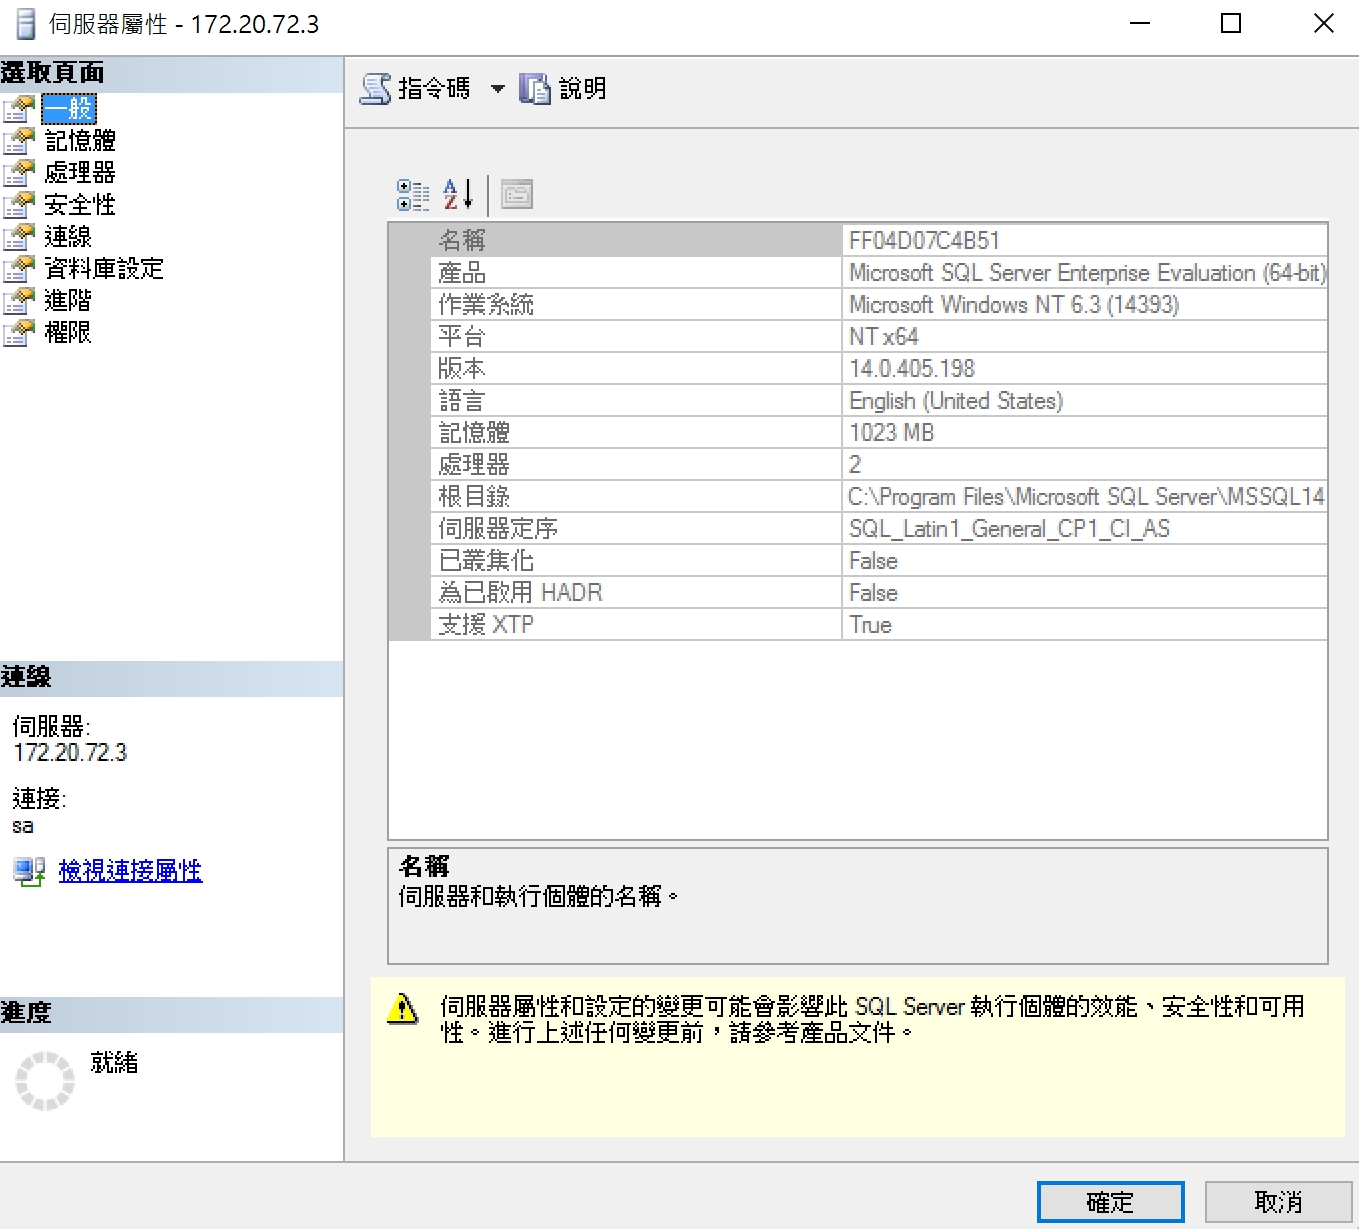 伺服器屬性 - 172.20.72.3
選取頁面
一般
記憶體
處理器
安全性
連線
資料庫設定
進階
權限
連線
伺服器:
172.20.72.3
連接:
sa
檢視連接屬性
進度
就緒
指令碼
說明
名稱 FF04D07C4B51
產品 Microsoft SQL Server Enterprise Evaluation (64-bit)
作業系統 Microsoft Windows NT 6.3 (14393)
平台 NT x64
版本 14.0.405.198
語言 English (United States)
記憶體 1023 MB
處理器 2
根目錄 C:\Program Files\Microsoft SQL Server\MSSQL14
伺服器定序 SQL_Latin1_General_CP1_CI_AS
已叢集化 False
為已啟用 HADR False
支援 XTP True
名稱
伺服器和執行個體的名稱。
伺服器屬性和設定的變更可能會影響此 SQL Server 執行個體的效能、安全性和可用
性。進行上述任何變更前，請參考產品文件。
確定
取消